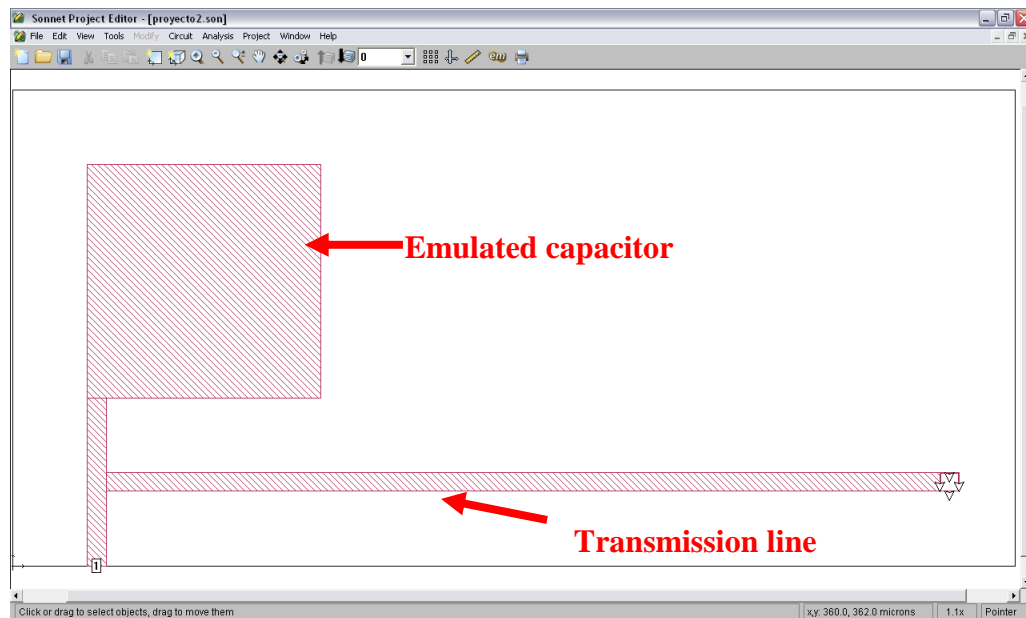 Sonnet Project Editor - [proyecto2.son]
File Edit View Tools Modify Circuit Analysis Project Window Help
0
Emulated capacitor
Transmission line
1
Click or drag to select objects, drag to move them
x,y: 360.0, 362.0 microns
1.1x
Pointer